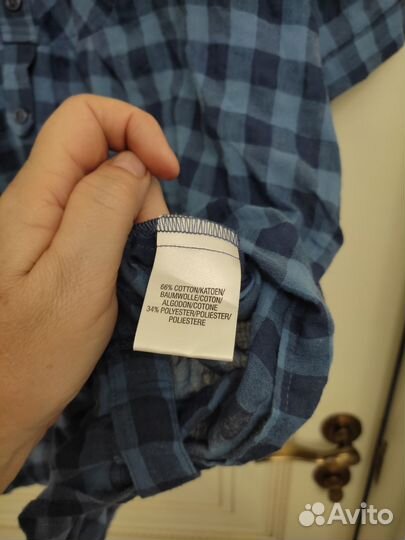 66% COTTON/KATOEN/
BAUMWOLLE/COTON/
ALGODON/COTONE
34% POLYESTER/POLIESTER/
POLIESTERE
Avito